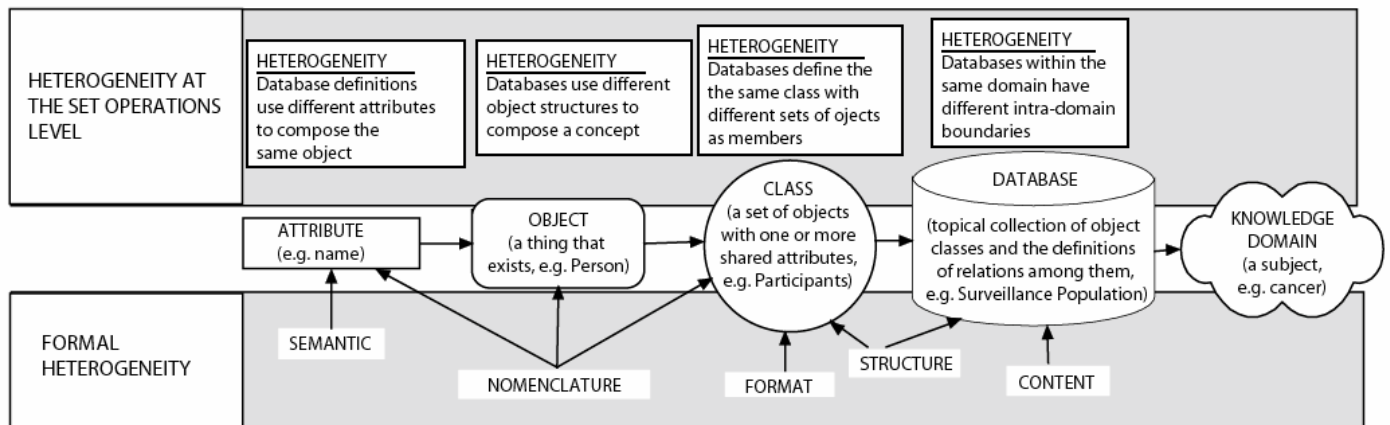 HETEROGENEITY AT
THE SET OPERATIONS
LEVEL
HETEROGENEITY
Database definitions
use different attributes
to compose the
same object
HETEROGENEITY
Databases use different
object structures to
compose a concept
HETEROGENEITY
Databases define the
the same class with
different sets of ojects
as members
HETEROGENEITY
Databases within the
same domain have
different intra-domain
boundaries
ATTRIBUTE
(e.g. name)
OBJECT
(a thing that
exists, e.g. Person)
CLASS
(a set of objects
with one or more
shared attributes,
e.g. Participants)
DATABASE
(topical collection of object
classes and the definitions
of relations among them,
e.g. Surveillance Population)
KNOWLEDGE
DOMAIN
(a subject,
e.g. cancer)
FORMAL
HETEROGENEITY
SEMANTIC
NOMENCLATURE
FORMAT
STRUCTURE
CONTENT